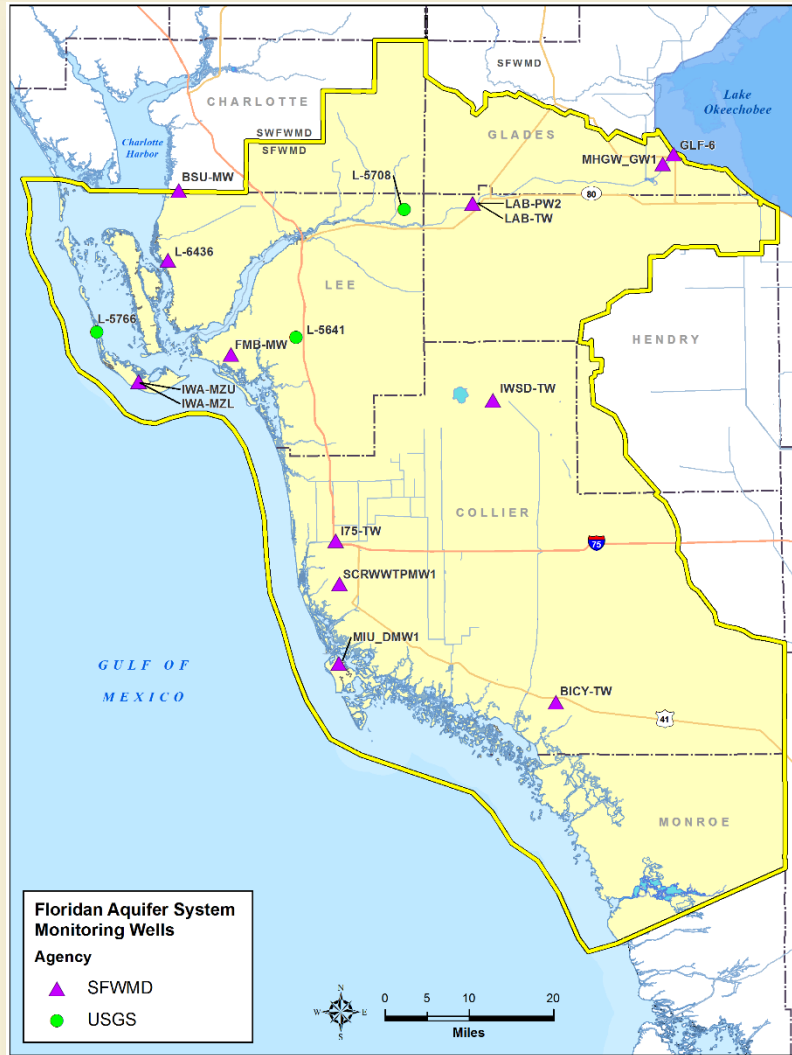 SFWMD
Lake
Okeechobee
CHARLOTTE
GLADES
SWFWMD
SFWMD
Charlotte
Harbor
GLF-6
MHGW_GW1
BSU-MW
L-5708
80
LAB-PW2
LAB-TW
L-6436
LEE
L-5766
L-5641
HENDRY
FMB-MW
IWA-MZU
IWA-MZL
IWSD-TW
COLLIER
I75-TW
75
SCRWWTPMW1
MIU_DMW1
GULF OF
MEXICO
BICY-TW
41
MONROE
Floridan Aquifer System
Monitoring Wells
Agency
SFWMD
USGS
N
W E
S
0 5 10 20
Miles